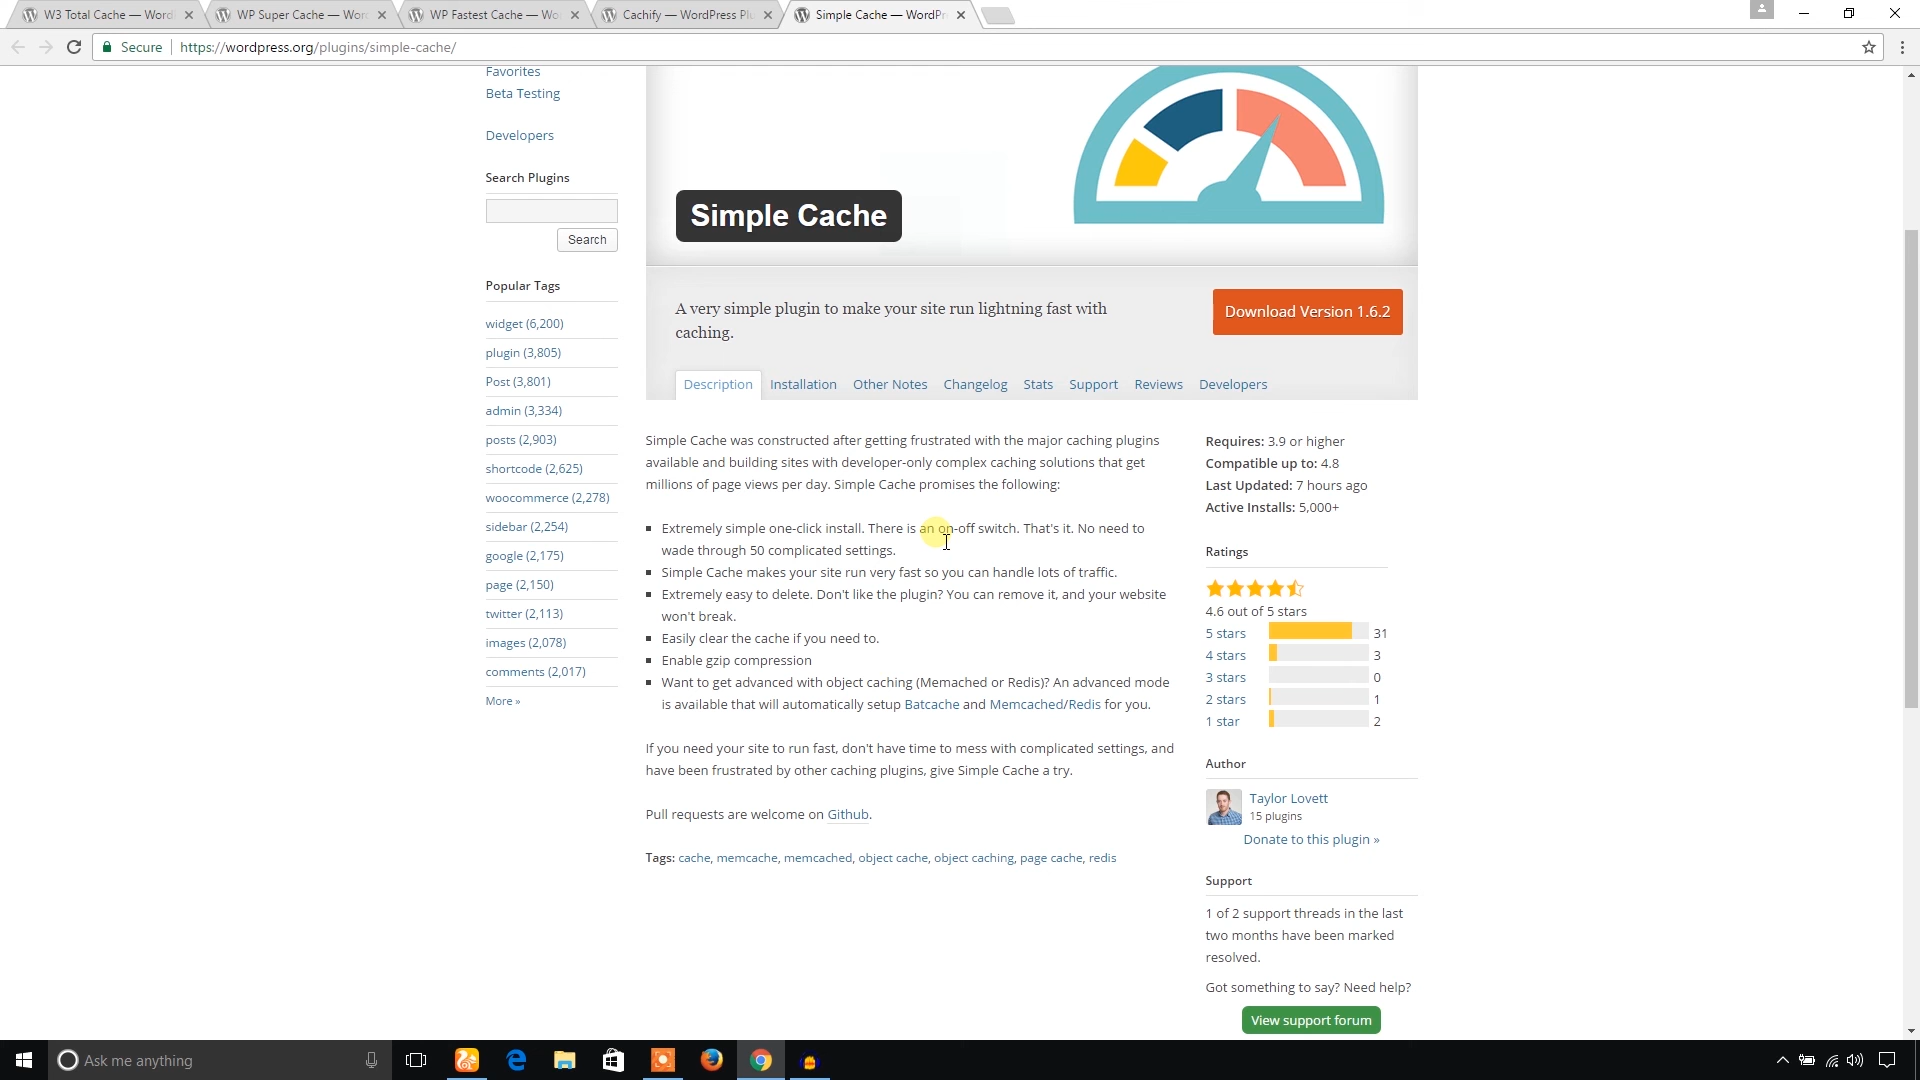 W3 Total Cache — Word
WP Super Cache — Wor
WP Fastest Cache — Wo
Cachify — WordPress Plu
Simple Cache — WordPr
Secure
https://wordpress.org/plugins/simple-cache/
Favorites
Beta Testing
Developers
Search Plugins
Search
Popular Tags
widget (6,200)
plugin (3,805)
Post (3,801)
admin (3,334)
posts (2,903)
shortcode (2,625)
woocommerce (2,278)
sidebar (2,254)
google (2,175)
page (2,150)
twitter (2,113)
images (2,078)
comments (2,017)
More »
Simple Cache
A very simple plugin to make your site run lightning fast with
caching.
Download Version 1.6.2
Description Installation Other Notes Changelog Stats Support Reviews Developers
Simple Cache was constructed after getting frustrated with the major caching plugins
available and building sites with developer-only complex caching solutions that get
millions of page views per day. Simple Cache promises the following:
Extremely simple one-click install. There is an on-off switch. That's it. No need to
wade through 50 complicated settings.
Simple Cache makes your site run very fast so you can handle lots of traffic.
Extremely easy to delete. Don't like the plugin? You can remove it, and your website
won't break.
Easily clear the cache if you need to.
Enable gzip compression
Want to get advanced with object caching (Memached or Redis)? An advanced mode
is available that will automatically setup Batcache and Memcached/Redis for you.
If you need your site to run fast, don't have time to mess with complicated settings, and
have been frustrated by other caching plugins, give Simple Cache a try.
Pull requests are welcome on Github.
Tags: cache, memcache, memcached, object cache, object caching, page cache, redis
Requires: 3.9 or higher
Compatible up to: 4.8
Last Updated: 7 hours ago
Active Installs: 5,000+
Ratings
4.6 out of 5 stars
5 stars 31
4 stars 3
3 stars 0
2 stars 1
1 star 2
Author
Taylor Lovett
15 plugins
Donate to this plugin »
Support
1 of 2 support threads in the last
two months have been marked
resolved.
Got something to say? Need help?
View support forum
Ask me anything